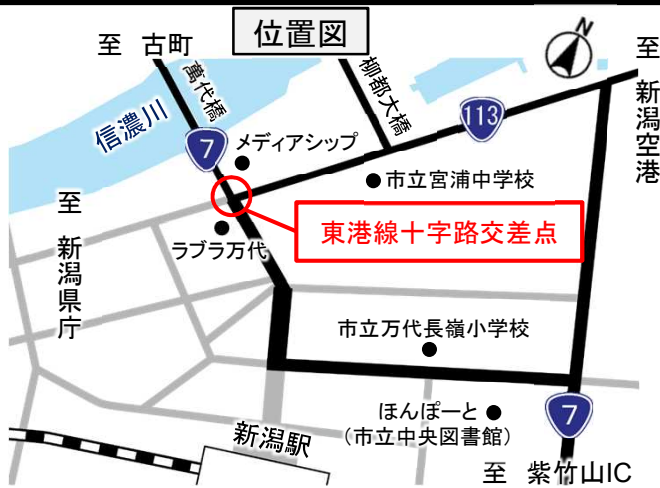 位置図
至 古町
N
至 新潟空港
萬代橋
柳都大橋
信濃川
113
7
メディアシップ
市立宮浦中学校
至 新潟県庁
東港線十字路交差点
ラブラ万代
市立万代長嶺小学校
ほんぽーと
(市立中央図書館)
7
新潟駅
至 紫竹山IC